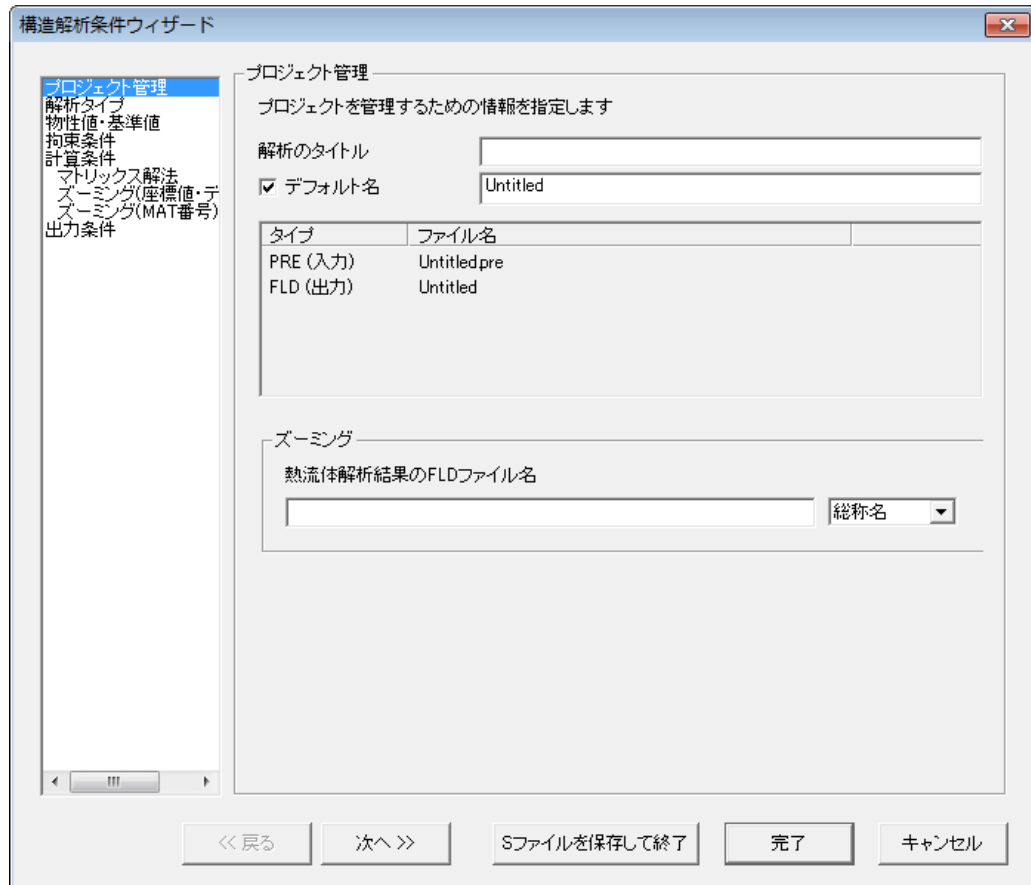 構造解析条件ウィザード
プロジェクト管理
解析タイプ
物性値・基準値
拘束条件
計算条件
マトリックス解法
ズーミング(座標値・デ
ズーミング(MAT番号)
出力条件
プロジェクト管理
プロジェクトを管理するための情報を指定します
解析のタイトル
デフォルト名 Untitled
タイプ ファイル名
PRE (入力) Untitled.pre
FLD (出力) Untitled
ズーミング
熱流体解析結果のFLDファイル名
総称名
<< 戻る 次へ >> Sファイルを保存して終了 完了 キャンセル